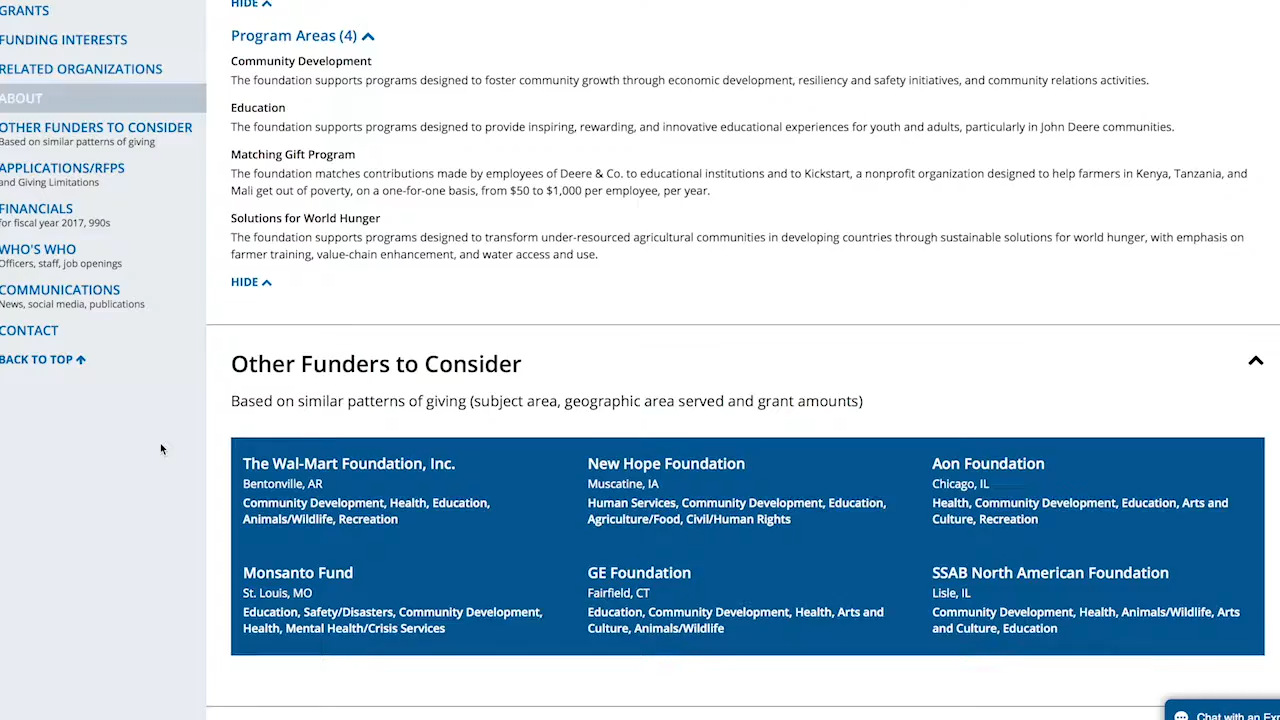 GRANTS
FUNDING INTERESTS
RELATED ORGANIZATIONS
ABOUT
OTHER FUNDERS TO CONSIDER
Based on similar patterns of giving
APPLICATIONS/RFPS
and Giving Limitations
FINANCIALS
for fiscal year 2017, 990s
WHO'S WHO
Officers, staff, job openings
COMMUNICATIONS
News, social media, publications
CONTACT
BACK TO TOP
HIDE
Program Areas (4)
Community Development
The foundation supports programs designed to foster community growth through economic development, resiliency and safety initiatives, and community relations activities.
Education
The foundation supports programs designed to provide inspiring, rewarding, and innovative educational experiences for youth and adults, particularly in John Deere communities.
Matching Gift Program
The foundation matches contributions made by employees of Deere & Co. to educational institutions and to Kickstart, a nonprofit organization designed to help farmers in Kenya, Tanzania, and
Mali get out of poverty, on a one-for-one basis, from $50 to $1,000 per employee, per year.
Solutions for World Hunger
The foundation supports programs designed to transform under-resourced agricultural communities in developing countries through sustainable solutions for world hunger, with emphasis on
farmer training, value-chain enhancement, and water access and use.
HIDE
Other Funders to Consider
Based on similar patterns of giving (subject area, geographic area served and grant amounts)
The Wal-Mart Foundation, Inc.
Bentonville, AR
Community Development, Health, Education,
Animals/Wildlife, Recreation
New Hope Foundation
Muscatine, IA
Human Services, Community Development, Education,
Agriculture/Food, Civil/Human Rights
Aon Foundation
Chicago, IL
Health, Community Development, Education, Arts and
Culture, Recreation
Monsanto Fund
St. Louis, MO
Education, Safety/Disasters, Community Development,
Health, Mental Health/Crisis Services
GE Foundation
Fairfield, CT
Education, Community Development, Health, Arts and
Culture, Animals/Wildlife
SSAB North American Foundation
Lisle, IL
Community Development, Health, Animals/Wildlife, Arts
and Culture, Education
Chat with an